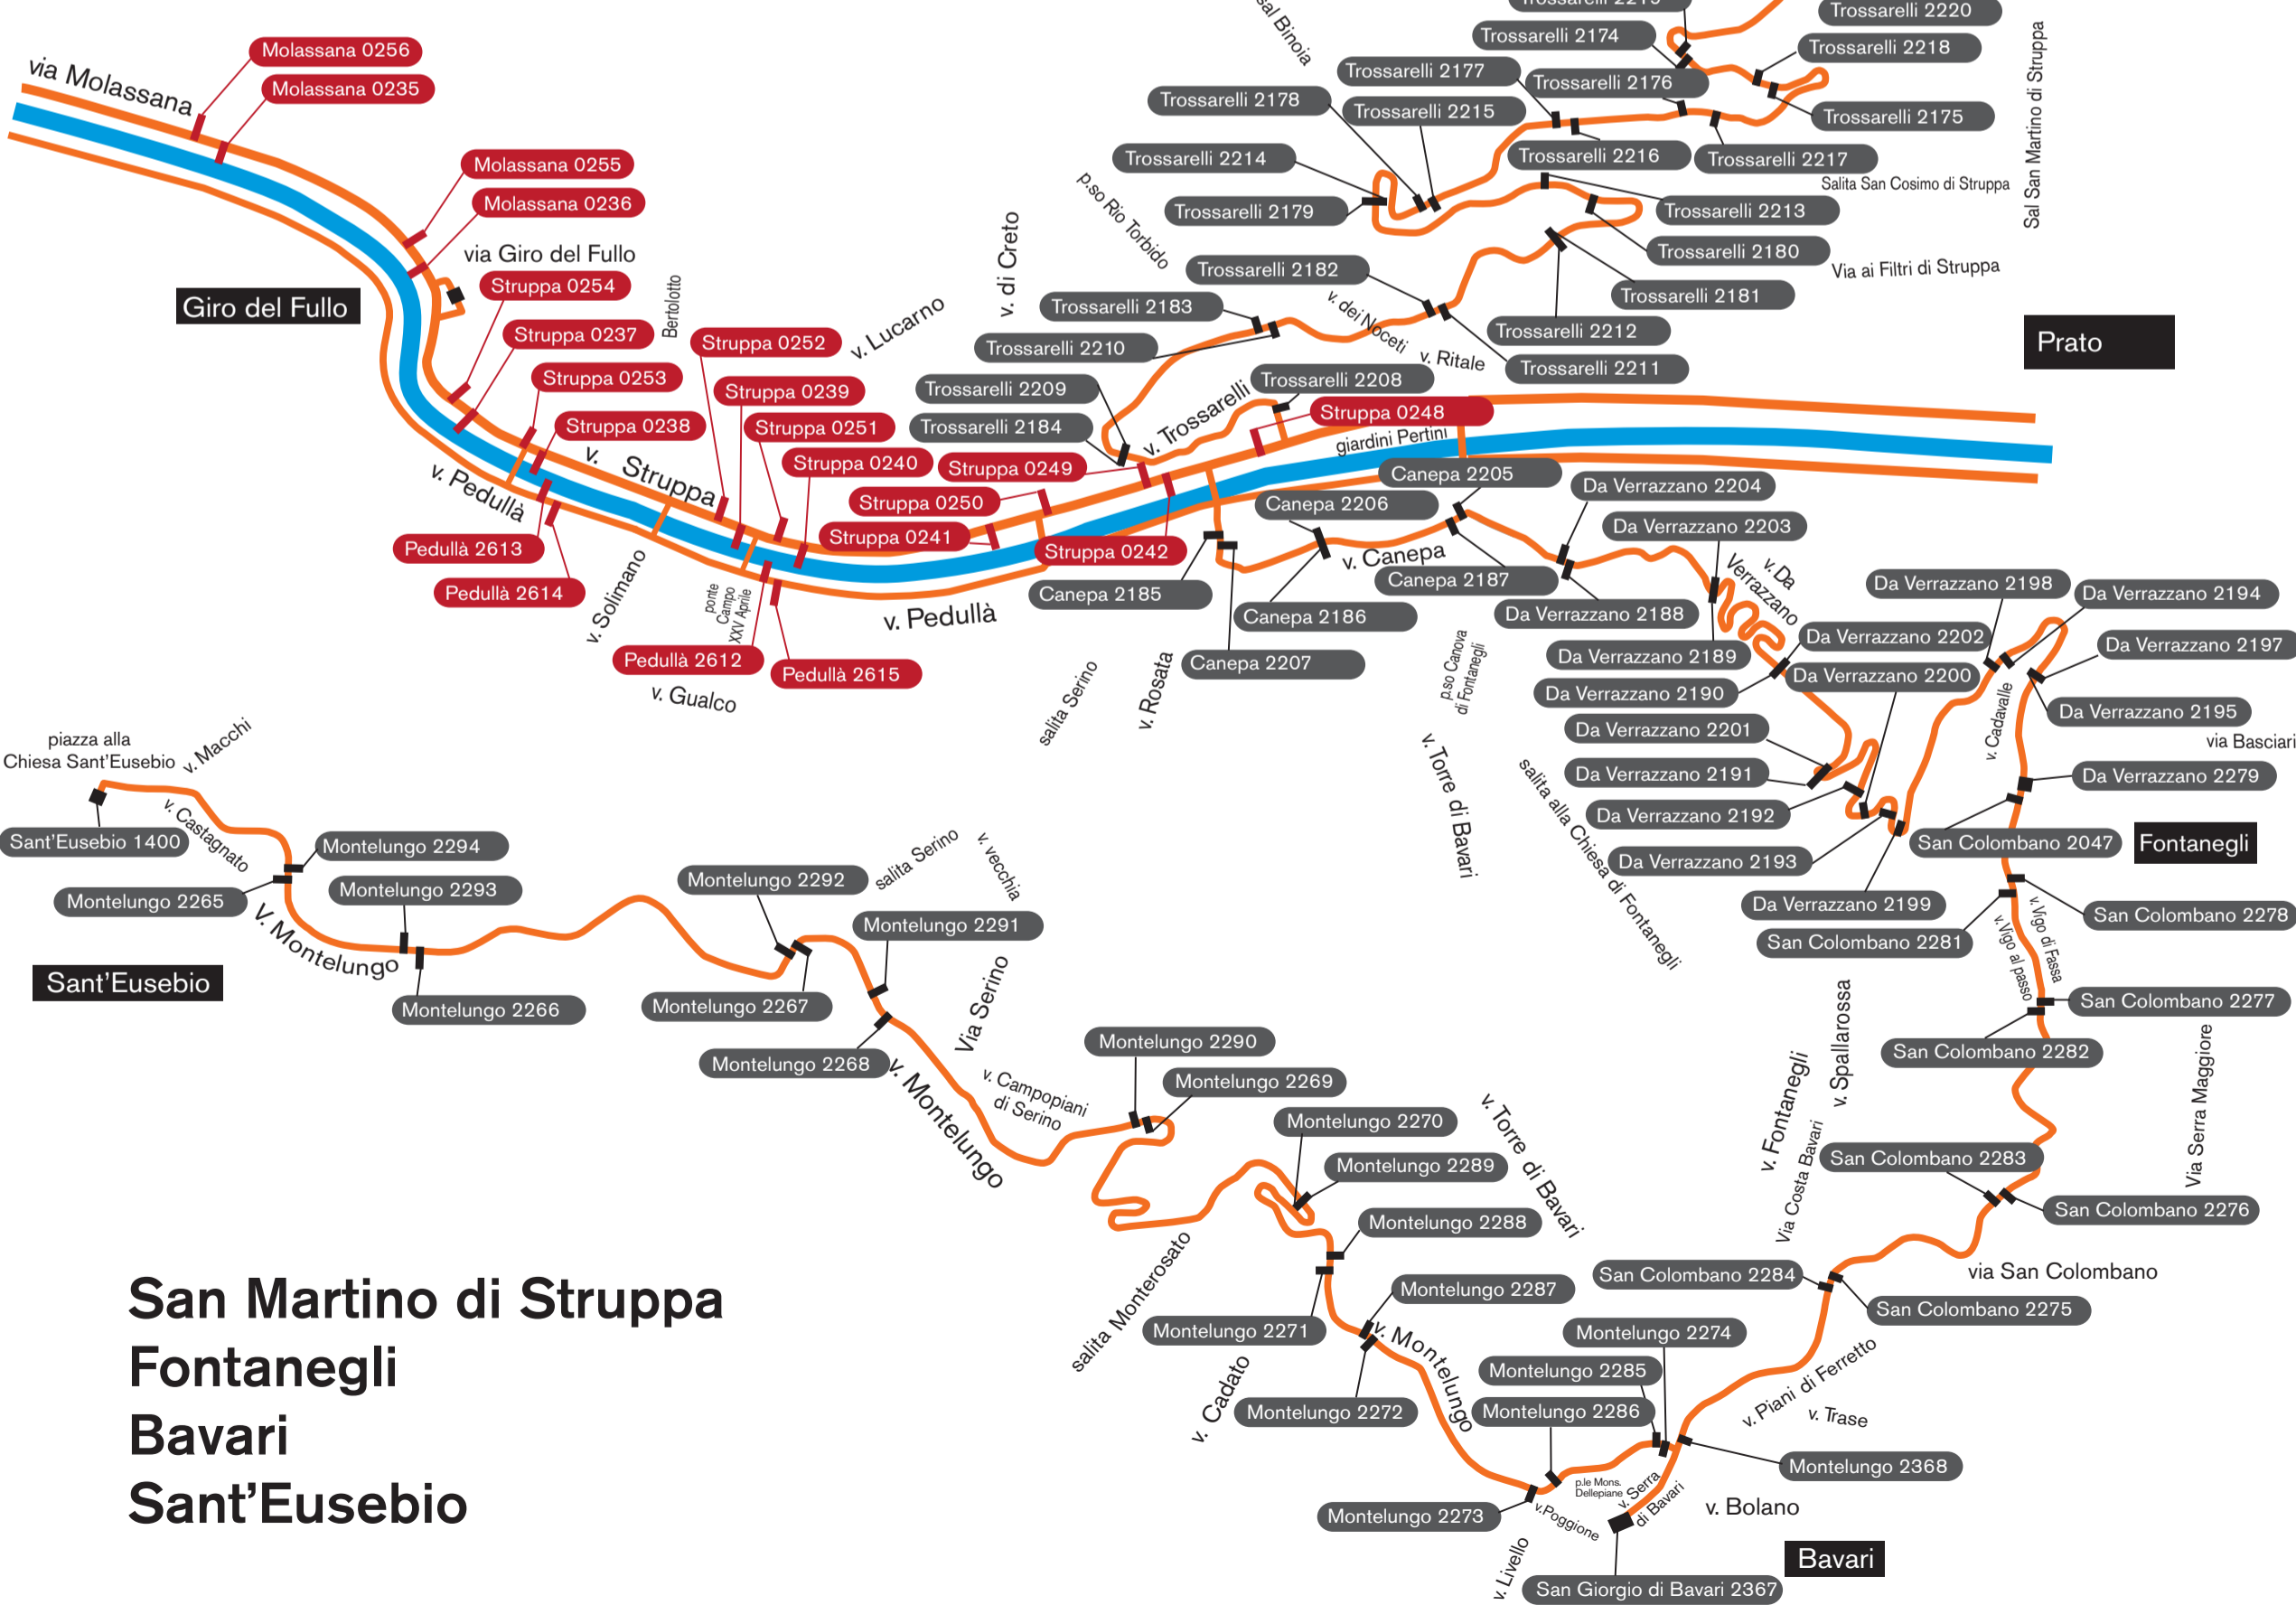 via Molassana
Molassana 0256
Molassana 0235
Molassana 0255
Molassana 0236
via Giro del Fullo
Giro del Fullo
Struppa 0254
Struppa 0237
Struppa 0253
Struppa 0238
Bertolotto
Struppa 0252
Struppa 0239
Struppa 0251
Struppa 0240
Struppa 0249
Struppa 0250
Struppa 0241
Struppa 0242
Struppa 0248
v. Lucarno
v. di Creto
v. Struppa
v. Pedullà
Pedullà 2613
Pedullà 2614
v. Solimano
ponte
Campo
XXV Aprile
Pedullà 2612
Pedullà 2615
v. Gualco
v. Pedullà
sal Binoia
p.so Rio Torbido
Trossarelli 2220
Trossarelli 2174
Trossarelli 2218
Trossarelli 2177
Trossarelli 2176
Trossarelli 2178
Trossarelli 2215
Trossarelli 2175
Trossarelli 2214
Trossarelli 2216
Trossarelli 2217
Salita San Cosimo di Struppa
Sal San Martino di Struppa
Trossarelli 2179
Trossarelli 2213
Trossarelli 2180
Via ai Filtri di Struppa
Trossarelli 2182
Trossarelli 2181
Trossarelli 2183
v. dei Noceti
Trossarelli 2212
Trossarelli 2210
v. Ritale
Trossarelli 2211
Trossarelli 2209
Trossarelli 2208
Trossarelli 2184
v. Trossarelli
giardini Pertini
Prato
Canepa 2205
Canepa 2206
v. Canepa
Canepa 2185
Canepa 2187
Canepa 2186
Canepa 2207
Da Verrazzano 2204
Da Verrazzano 2203
v. Da
Verrazzano
Da Verrazzano 2188
Da Verrazzano 2198
Da Verrazzano 2194
Da Verrazzano 2202
Da Verrazzano 2197
Da Verrazzano 2189
Da Verrazzano 2200
Da Verrazzano 2190
Da Verrazzano 2195
via Basciari
Da Verrazzano 2201
v. Cadavalle
Da Verrazzano 2191
Da Verrazzano 2279
Da Verrazzano 2192
San Colombano 2047
Fontanegli
Da Verrazzano 2193
Da Verrazzano 2199
San Colombano 2278
San Colombano 2281
v. Vigo di Fassa
v. Vigo al passo
San Colombano 2277
San Colombano 2282
salita Serino
v. Rosata
p.so Canova
di Fontanegli
v. Torre di Bavari
salita alla Chiesa di Fontanegli
v. Spallarossa
v. Fontanegli
Via Costa Bavari
Via Serra Maggiore
San Colombano 2283
San Colombano 2276
via San Colombano
San Colombano 2284
San Colombano 2275
piazza alla
Chiesa Sant'Eusebio
v. Macchi
v. Castagnato
Sant'Eusebio 1400
Montelungo 2294
Montelungo 2265
Montelungo 2293
V. Montelungo
Sant'Eusebio
Montelungo 2266
Montelungo 2292
salita Serino
v. vecchia
Montelungo 2291
Montelungo 2267
Via Serino
Montelungo 2268
v. Montelungo
v. Campopiani
di Serino
Montelungo 2290
Montelungo 2269
Montelungo 2270
v. Torre di Bavari
Montelungo 2289
Montelungo 2288
salita Monterosato
Montelungo 2287
Montelungo 2271
v. Montelungo
v. Cadato
Montelungo 2272
Montelungo 2274
Montelungo 2285
Montelungo 2286
v. Piani di Ferretto
v. Trase
Montelungo 2368
p.le Mons.
Dellepiane
v. Serra
di Bavari
v. Bolano
Montelungo 2273
v.Poggione
v. Livello
Bavari
San Giorgio di Bavari 2367
San Martino di Struppa
Fontanegli
Bavari
Sant'Eusebio